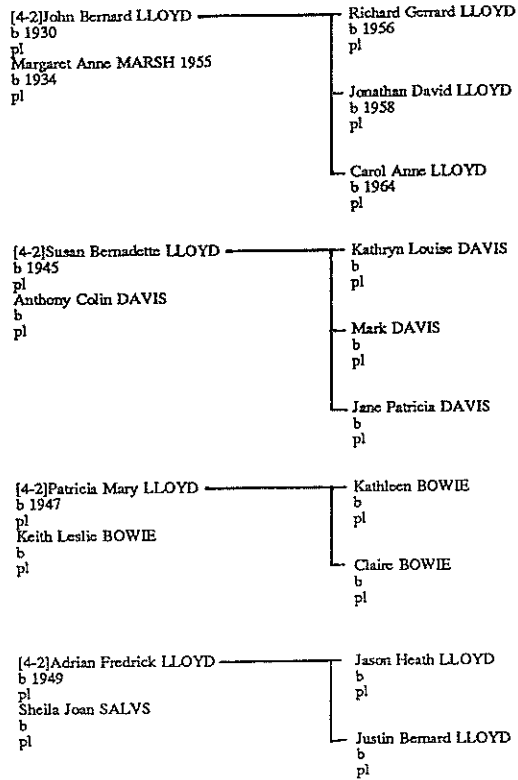 [4-2]John Bernard LLOYD
b 1930
pl
Margaret Anne MARSH 1955
b 1934
pl
Richard Gerrard LLOYD
b 1956
pl
Jonathan David LLOYD
b 1958
pl
Carol Anne LLOYD
b 1964
pl
[4-2]Susan Bernadette LLOYD
b 1945
pl
Anthony Colin DAVIS
b
pl
Kathryn Louise DAVIS
b
pl
Mark DAVIS
b
pl
Jane Patricia DAVIS
b
pl
[4-2]Patricia Mary LLOYD
b 1947
pl
Keith Leslie BOWIE
b
pl
Kathleen BOWIE
b
pl
Claire BOWIE
b
pl
[4-2]Adrian Fredrick LLOYD
b 1949
pl
Sheila Joan SALVS
b
pl
Jason Heath LLOYD
b
pl
Justin Bernard LLOYD
b
pl